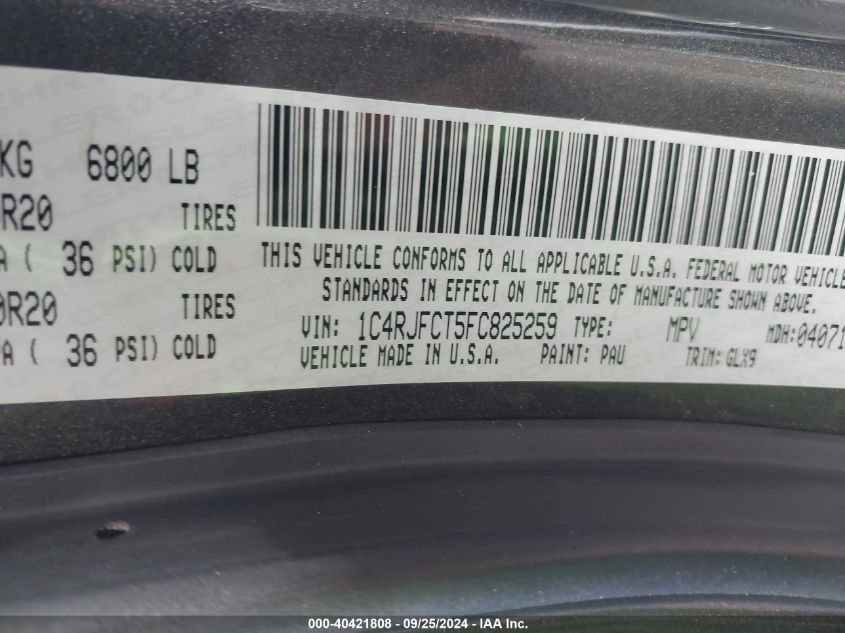 KG 6800 LB
R20 TIRES
A ( 36 PSI) COLD
0R20 TIRES
A ( 36 PSI) COLD
THIS VEHICLE CONFORMS TO ALL APPLICABLE U.S.A. FEDERAL MOTOR VEHICLE
STANDARDS IN EFFECT ON THE DATE OF MANUFACTURE SHOWN ABOVE.
VIN: 1C4RJFCT5FC825259 TYPE: MPV MDH:04071
VEHICLE MADE IN U.S.A. PAINT: PAU TRIM: GLX9
000-40421808 - 09/25/2024 - IAA Inc.